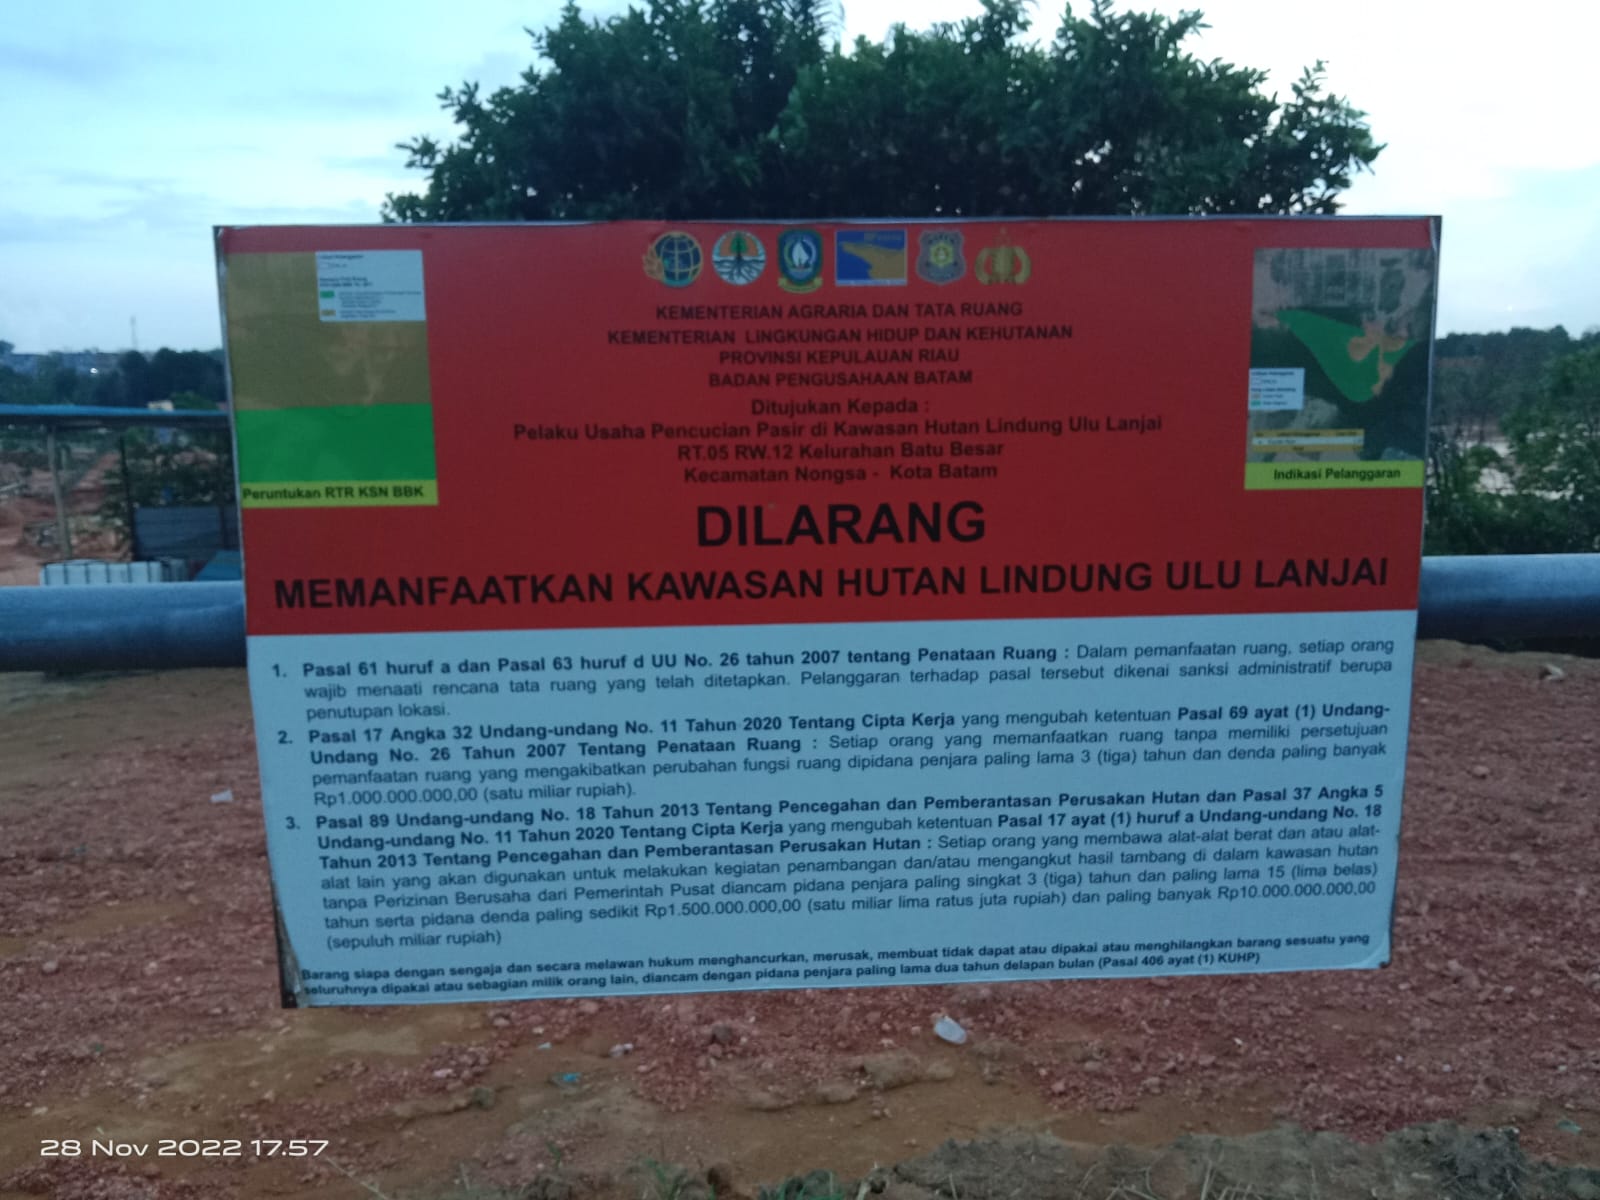 KEMENTERIAN AGRARIA DAN TATA RUANG
KEMENTERIAN LINGKUNGAN HIDUP DAN KEHUTANAN
PROVINSI KEPULAUAN RIAU
BADAN PENGUSAHAAN BATAM
Ditujukan Kepada :
Pelaku Usaha Pencucian Pasir di Kawasan Hutan Lindung Ulu Lanjai
RT.05 RW.12 Kelurahan Batu Besar
Kecamatan Nongsa - Kota Batam
Peruntukan RTR KSN BBK
Indikasi Pelanggaran
DILARANG
MEMANFAATKAN KAWASAN HUTAN LINDUNG ULU LANJAI
1. Pasal 61 huruf a dan Pasal 63 huruf d UU No. 26 tahun 2007 tentang Penataan Ruang : Dalam pemanfaatan ruang, setiap orang
wajib menaati rencana tata ruang yang telah ditetapkan. Pelanggaran terhadap pasal tersebut dikenai sanksi administratif berupa
penutupan lokasi.
2. Pasal 17 Angka 32 Undang-undang No. 11 Tahun 2020 Tentang Cipta Kerja yang mengubah ketentuan Pasal 69 ayat (1) Undang-
Undang No. 26 Tahun 2007 Tentang Penataan Ruang : Setiap orang yang memanfaatkan ruang tanpa memiliki persetujuan
pemanfaatan ruang yang mengakibatkan perubahan fungsi ruang dipidana penjara paling lama 3 (tiga) tahun dan denda paling banyak
Rp1.000.000.000,00 (satu miliar rupiah).
3. Pasal 89 Undang-undang No. 18 Tahun 2013 Tentang Pencegahan dan Pemberantasan Perusakan Hutan dan Pasal 37 Angka 5
Undang-undang No. 11 Tahun 2020 Tentang Cipta Kerja yang mengubah ketentuan Pasal 17 ayat (1) huruf a Undang-undang No. 18
Tahun 2013 Tentang Pencegahan dan Pemberantasan Perusakan Hutan : Setiap orang yang membawa alat-alat berat dan atau alat-
alat lain yang akan digunakan untuk melakukan kegiatan penambangan dan/atau mengangkut hasil tambang di dalam kawasan hutan
tanpa Perizinan Berusaha dari Pemerintah Pusat diancam pidana penjara paling singkat 3 (tiga) tahun dan paling lama 15 (lima belas)
tahun serta pidana denda paling sedikit Rp1.500.000.000,00 (satu miliar lima ratus juta rupiah) dan paling banyak Rp10.000.000.000,00
(sepuluh miliar rupiah)
Barang siapa dengan sengaja dan secara melawan hukum menghancurkan, merusak, membuat tidak dapat atau dipakai atau menghilangkan barang sesuatu yang
seluruhnya dipakai atau sebagian milik orang lain, diancam dengan pidana penjara paling lama dua tahun delapan bulan (Pasal 406 ayat (1) KUHP)
28 Nov 2022 17.57